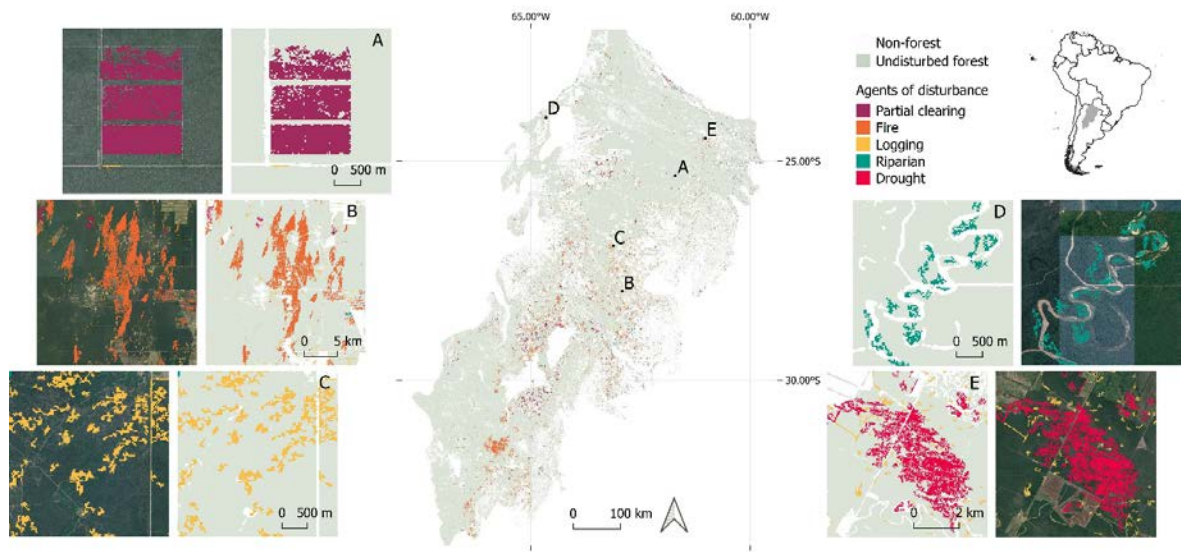 65.00°W
60.00°W
A
500 m
B
0 5 km
C
0 500 m
D
E
A
25.00°S
C
B
30.00°S
0 100 km
Non-forest
Undisturbed forest
Agents of disturbance
Partial clearing
Fire
Logging
Riparian
Drought
D
0 500 m
E
0 2 km